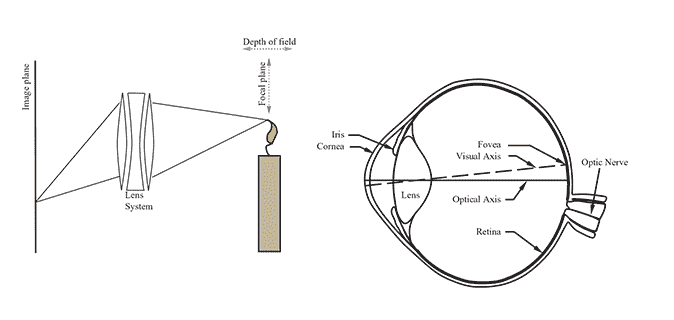 Depth of field
Image plane
Focal plane
Lens
System
Iris
Cornea
Lens
Fovea
Visual Axis
Optic Nerve
Optical Axis
Retina